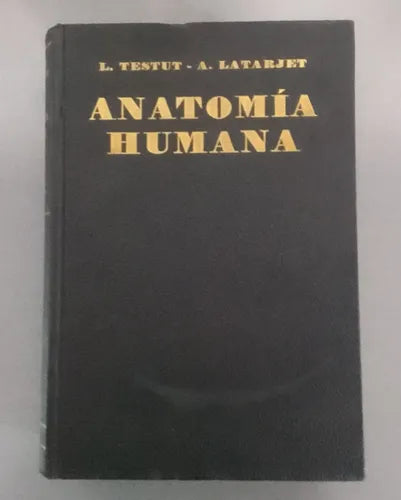 L. TESTUT - A. LATARJET
ANATOMÍA
HUMANA